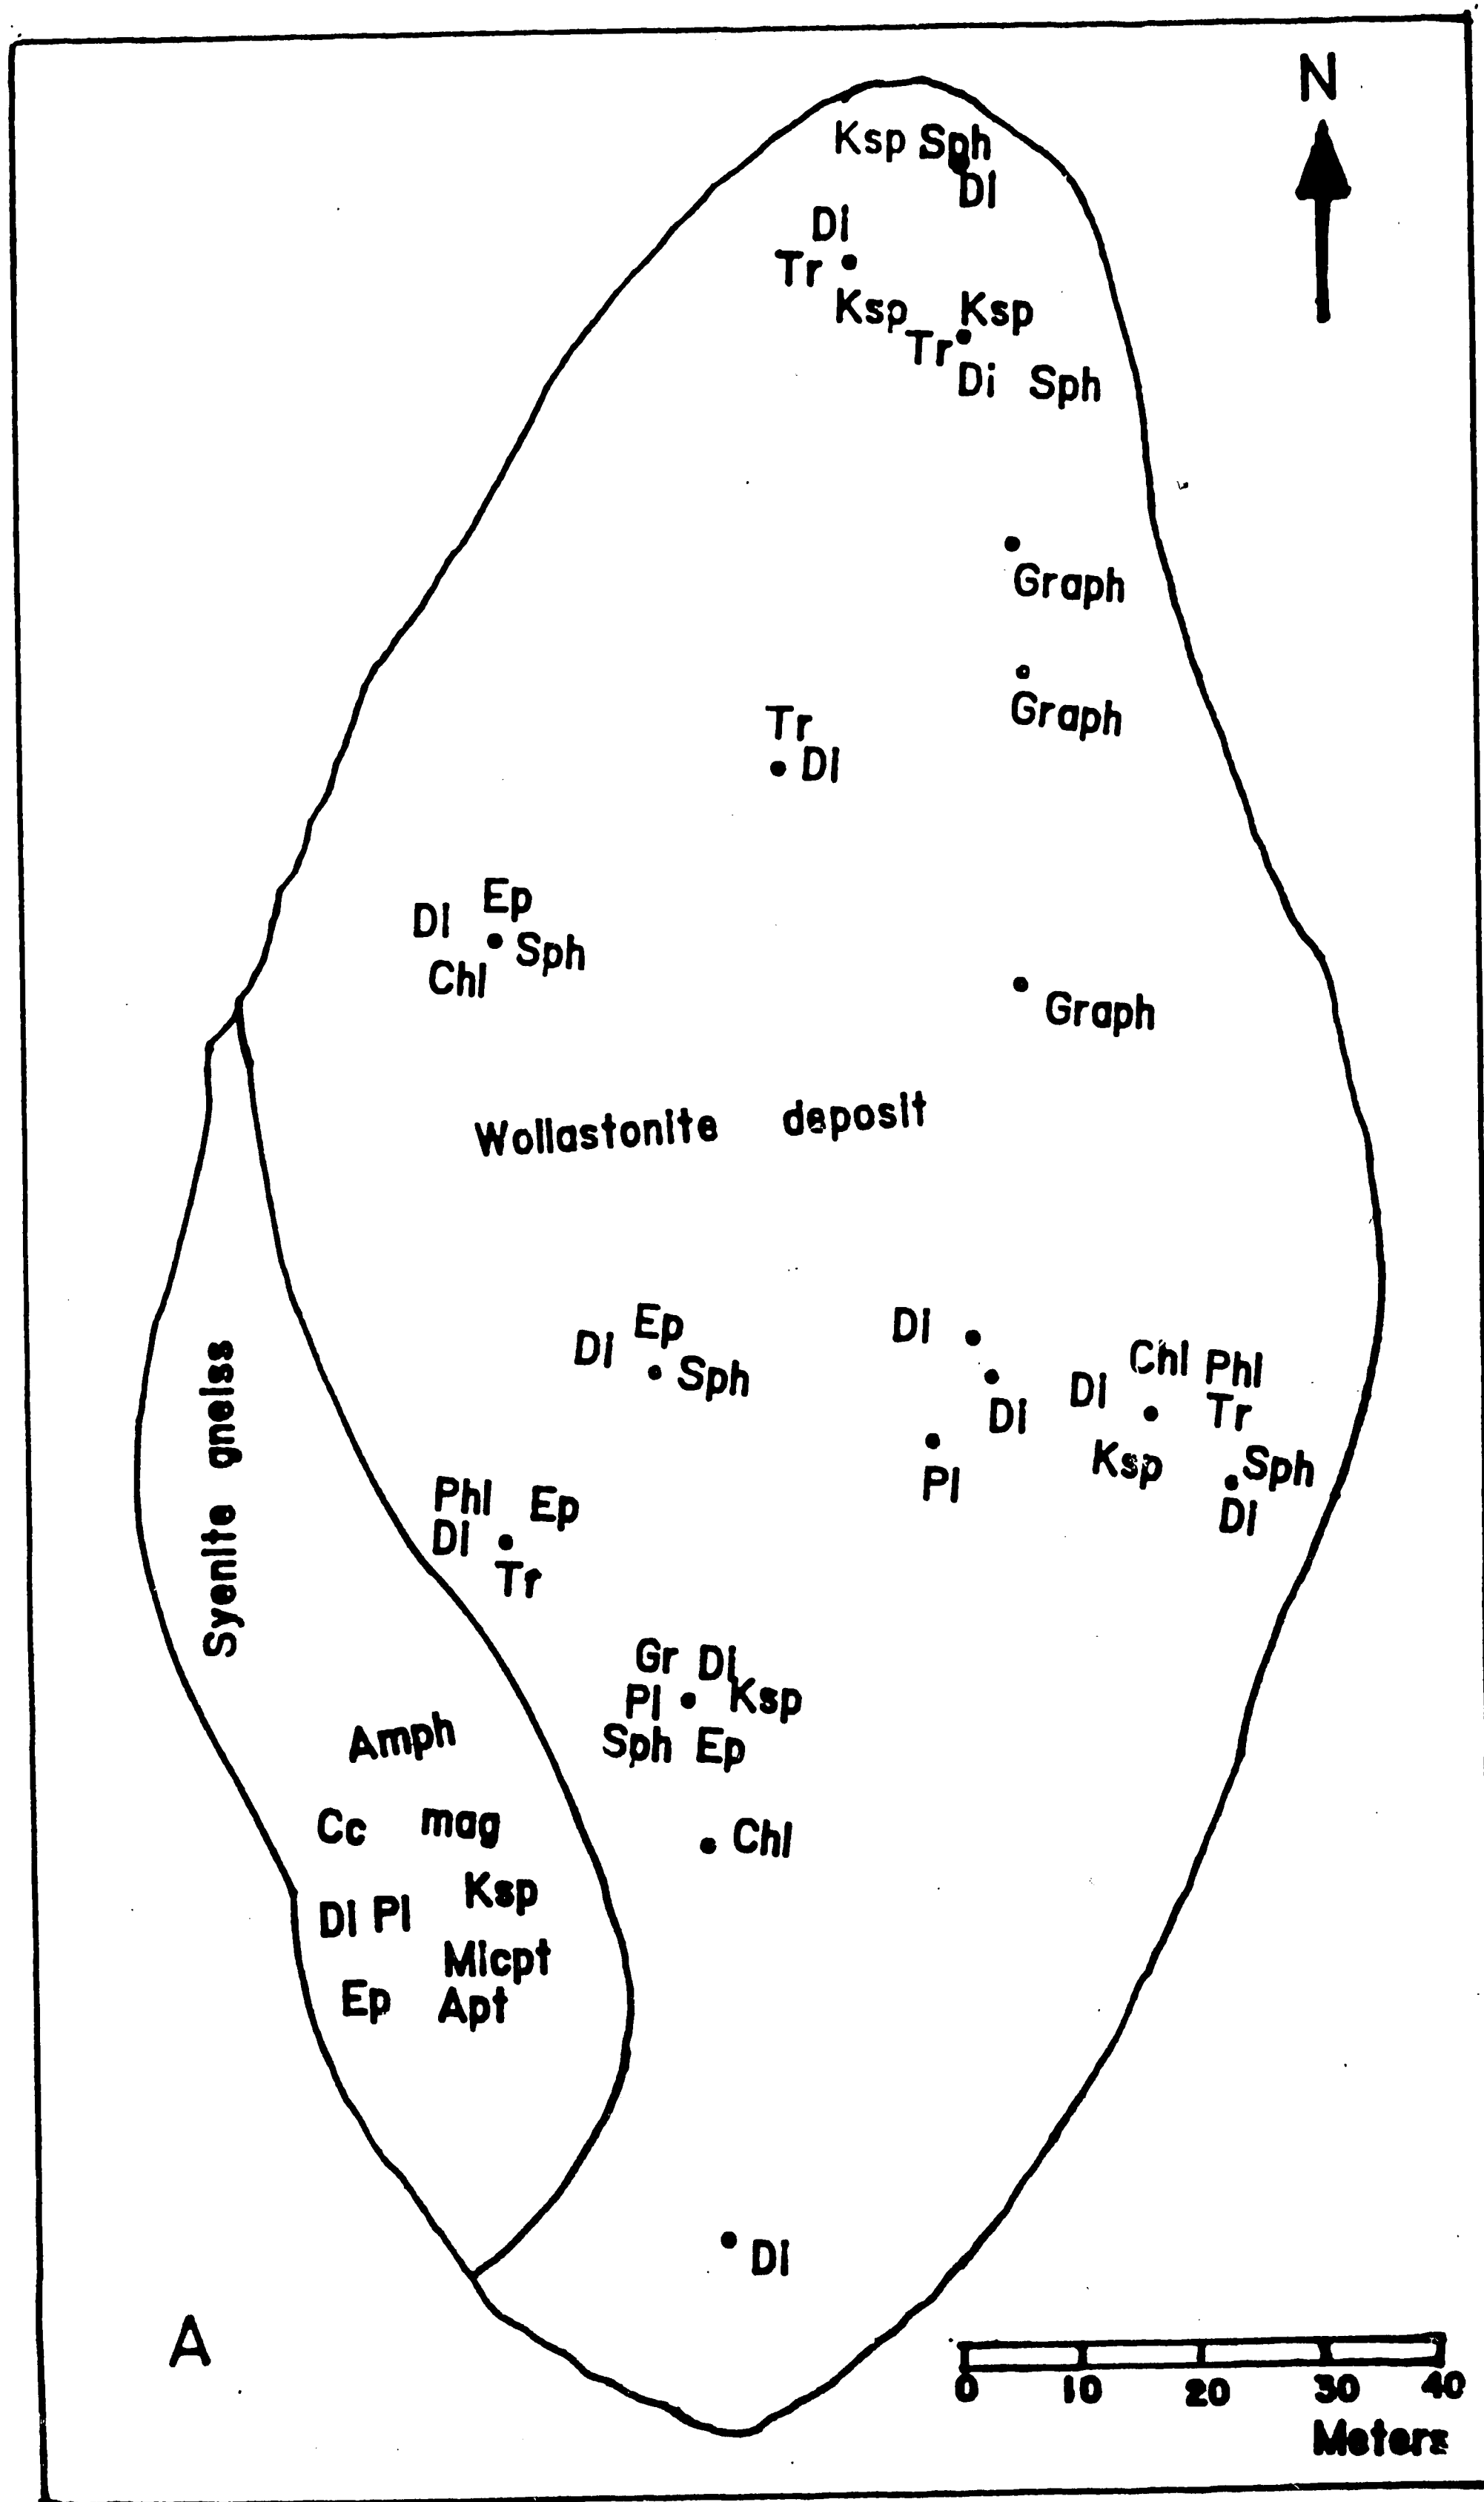 N
Ksp Sph
Di
Di
Tr
Ksp Ksp
Tr
Di Sph
Graph
Graph
Tr
Di
Ep
Di
Sph
Chl
Graph
Wollastonite deposit
Ep
Di
Sph
Di
Di
Pl
Chl Phl
Di
Tr
Ksp
Sph
Di
Syenite gneiss
Phl Ep
Di
Tr
Gr Di
Pl Ksp
Sph Ep
Chl
Amph
Cc mag
Ksp
Di Pl
Micpt
Ep Apt
Di
A
0 10 20 30 40
Meters